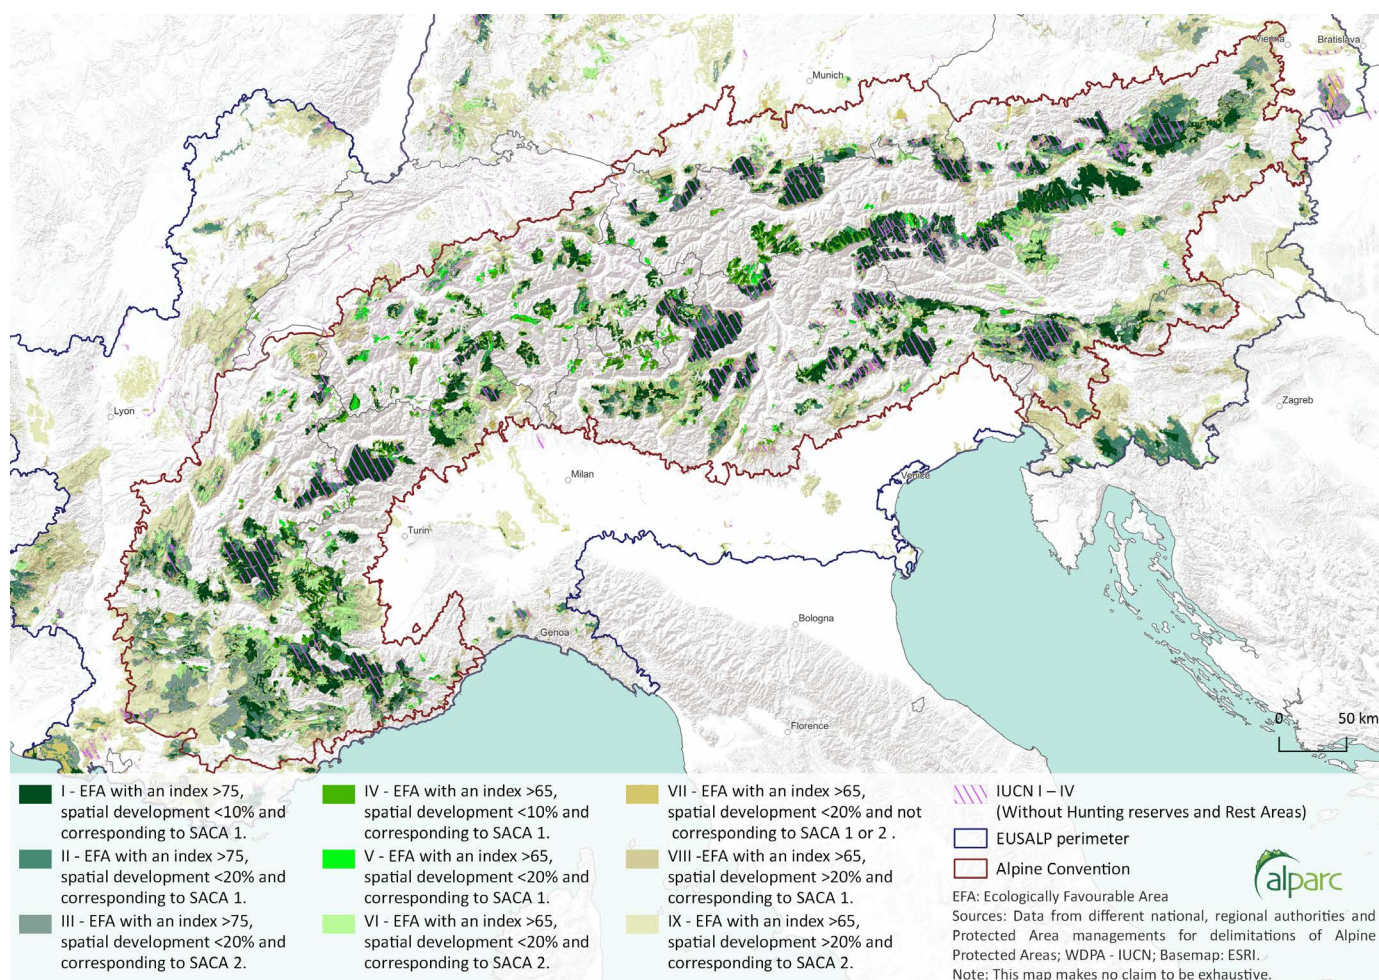 Munich
Vienna
Bratislava
Lyon
Milan
Turin
Venice
Zagreb
Genoa
Bologna
Florence
0 50 km
I - EFA with an index >75,
spatial development <10% and
corresponding to SACA 1.
II - EFA with an index >75,
spatial development <20% and
corresponding to SACA 1.
III - EFA with an index >75,
spatial development <20% and
corresponding to SACA 2.
IV - EFA with an index >65,
spatial development <10% and
corresponding to SACA 1.
V - EFA with an index >65,
spatial development <20% and
corresponding to SACA 1.
VI - EFA with an index >65,
spatial development <20% and
corresponding to SACA 2.
VII - EFA with an index >65,
spatial development <20% and not
corresponding to SACA 1 or 2 .
VIII -EFA with an index >65,
spatial development >20% and
corresponding to SACA 1.
IX - EFA with an index >65,
spatial development >20% and
corresponding to SACA 2.
IUCN I – IV
(Without Hunting reserves and Rest Areas)
EUSALP perimeter
Alpine Convention
alparc
EFA: Ecologically Favourable Area
Sources: Data from different national, regional authorities and
Protected Area managements for delimitations of Alpine
Protected Areas; WDPA - IUCN; Basemap: ESRI.
Note: This map makes no claim to be exhaustive.